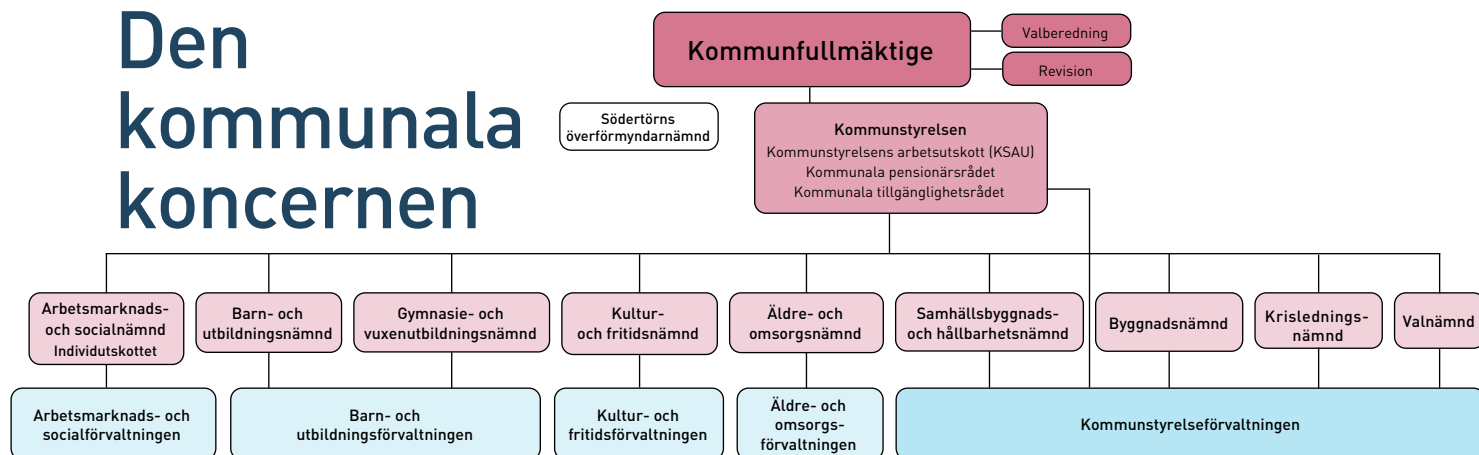 Den
kommunala
koncernen
Kommunfullmäktige
Valberedning
Revision
Södertörns
överförmyndarnämnd
Kommunstyrelsen
Kommunstyrelsens arbetsutskott (KSAU)
Kommunala pensionärsrådet
Kommunala tillgänglighetsrådet
Arbetsmarknads-
och socialnämnd
Individutskottet
Barn- och
utbildningsnämnd
Gymnasie- och
vuxenutbildningsnämnd
Kultur-
och fritidsnämnd
Äldre- och
omsorgsnämnd
Samhällsbyggnads-
och hållbarhetsnämnd
Byggnadsnämnd
Grislednings-
nämnd
Valnämnd
Arbetsmarknads- och
socialförvaltningen
Barn- och
utbildningsförvaltningen
Kultur- och
fritidsförvaltningen
Äldre- och
omsorgs-
förvaltningen
Kommunstyrelseförvaltningen